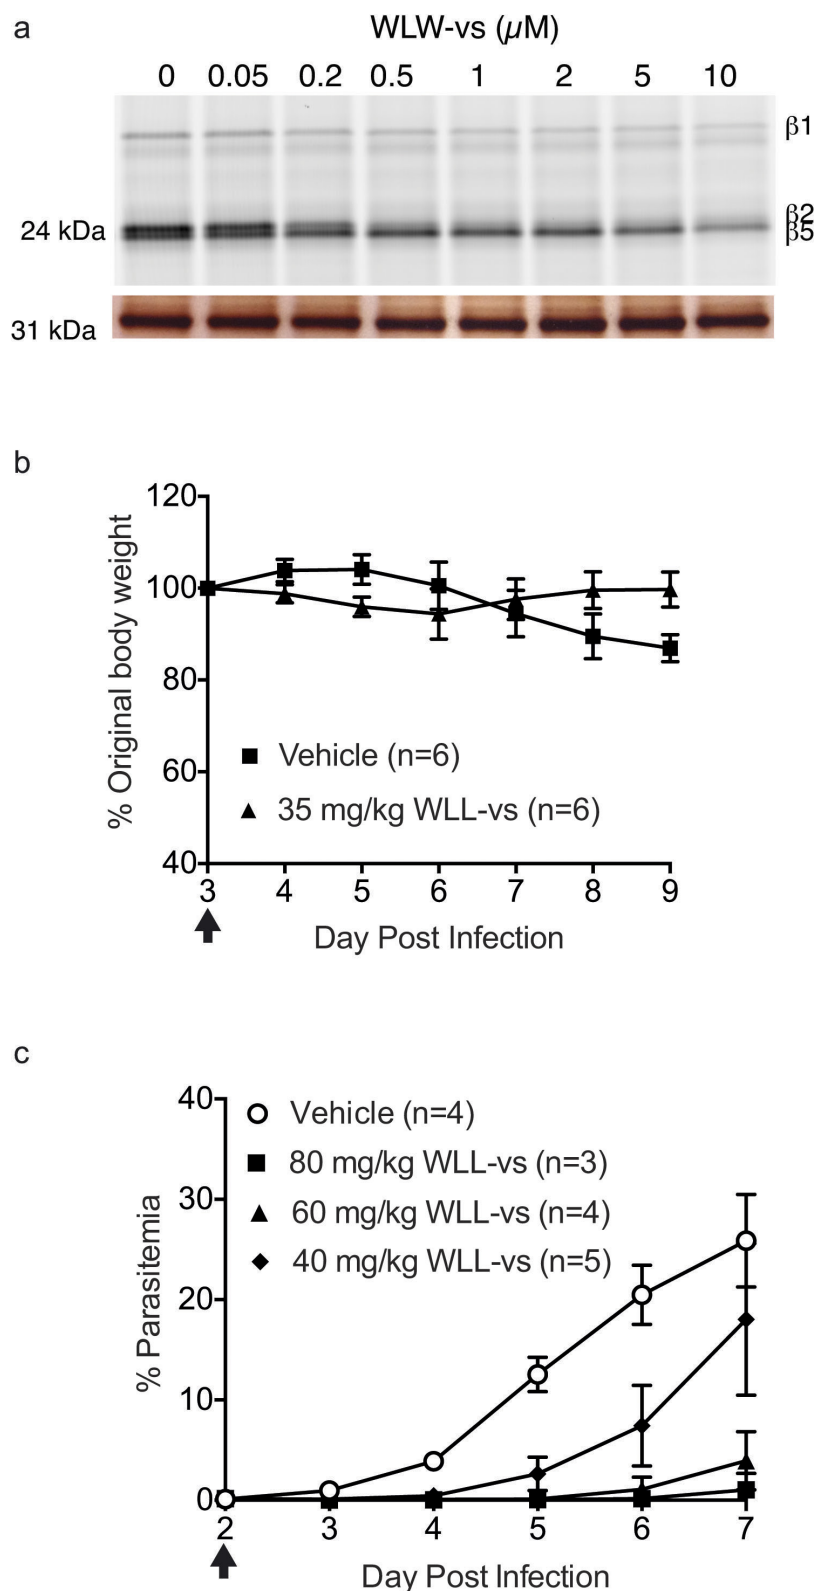 a
WLW-vs (µM)
0 0.05 0.2 0.5 1 2 5 10
β1
β2
24 kDa β5
31 kDa
b
120
100
80
60
40
% Original body weight
Vehicle (n=6)
35 mg/kg WLL-vs (n=6)
3 4 5 6 7 8 9
Day Post Infection
c
40
30
20
10
0
% Parasitemia
Vehicle (n=4)
80 mg/kg WLL-vs (n=3)
60 mg/kg WLL-vs (n=4)
40 mg/kg WLL-vs (n=5)
2 3 4 5 6 7
Day Post Infection